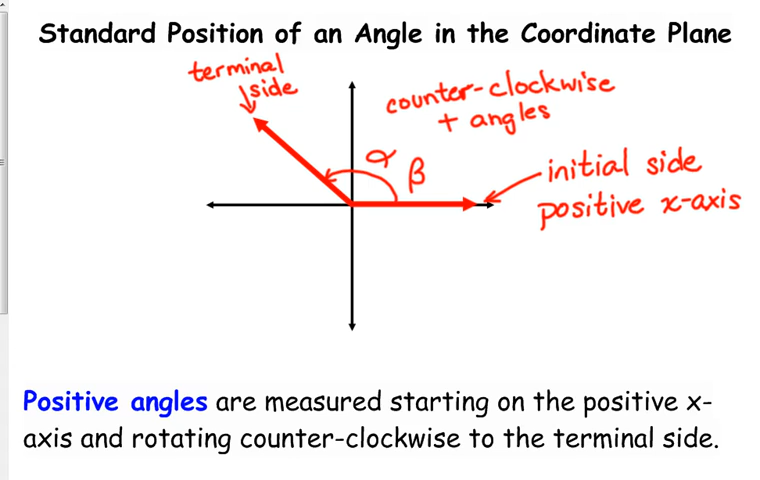 Standard Position of an Angle in the Coordinate Plane
terminal
side
counter-clockwise
+ angles
α
β
initial side
positive x-axis
Positive angles are measured starting on the positive x-
axis and rotating counter-clockwise to the terminal side.